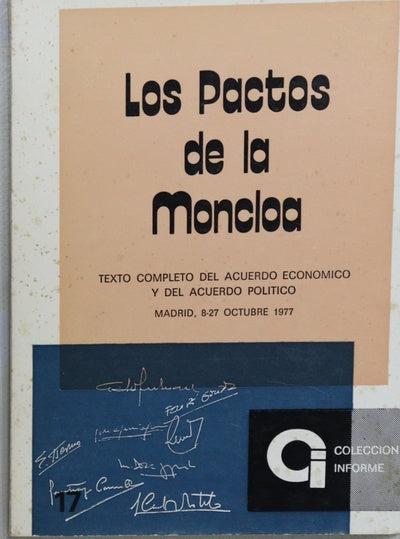 Los Pactos
de la
Moncloa
TEXTO COMPLETO DEL ACUERDO ECONOMICO
Y DEL ACUERDO POLITICO
MADRID, 8-27 OCTUBRE 1977
COLECCION
INFORME
17